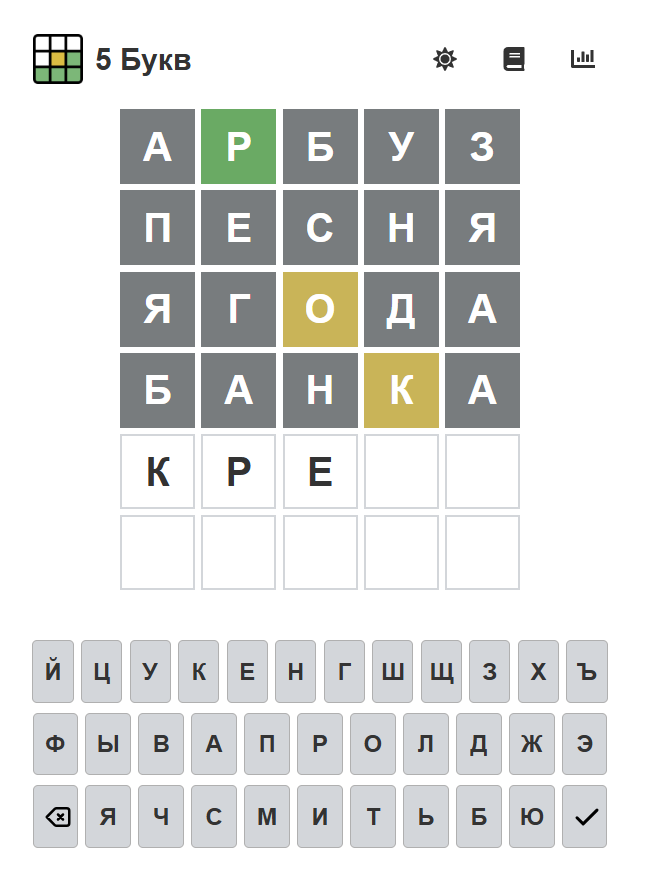 5 Букв
А Р Б У З
П Е С Н Я
Я Г О Д А
Б А Н К А
К Р Е
Й Ц У К Е Н Г Ш Щ З Х Ъ
Ф Ы В А П Р О Л Д Ж Э
Я Ч С М И Т Ь Б Ю